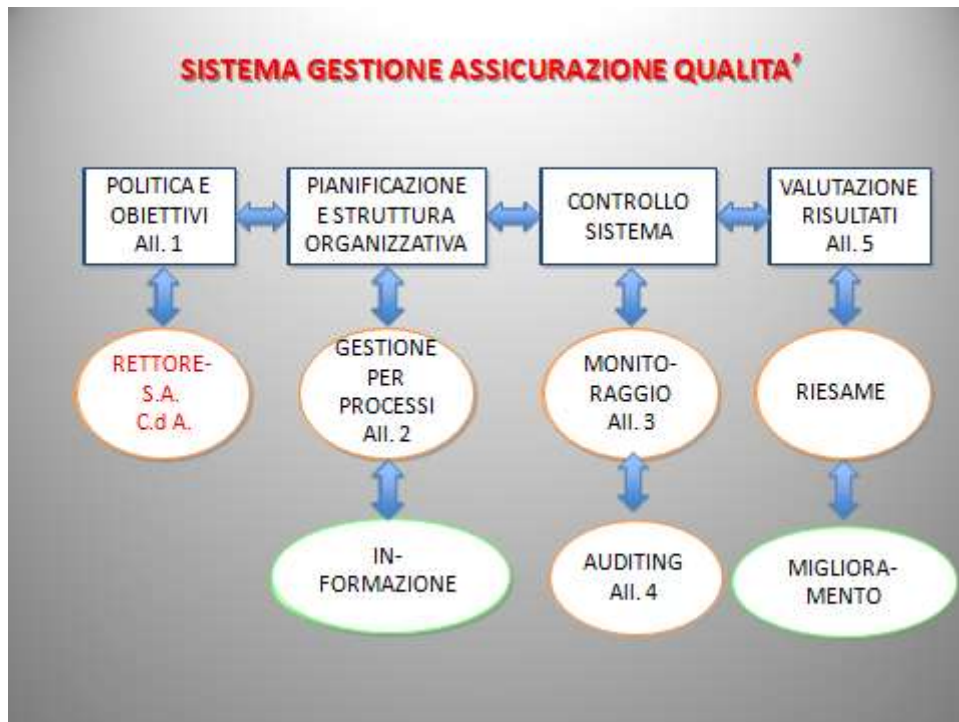 SISTEMA GESTIONE ASSICURAZIONE QUALITA'
POLITICA E
OBIETTIVI
All. 1
PIANIFICAZIONE
E STRUTTURA
ORGANIZZATIVA
CONTROLLO
SISTEMA
VALUTAZIONE
RISULTATI
All. 5
RETTORE-
S.A.
C.d A.
GESTIONE
PER
PROCESSI
All. 2
MONITO-
RAGGIO
All. 3
RIESAME
IN-
FORMAZIONE
AUDITING
All. 4
MIGLIORA-
MENTO